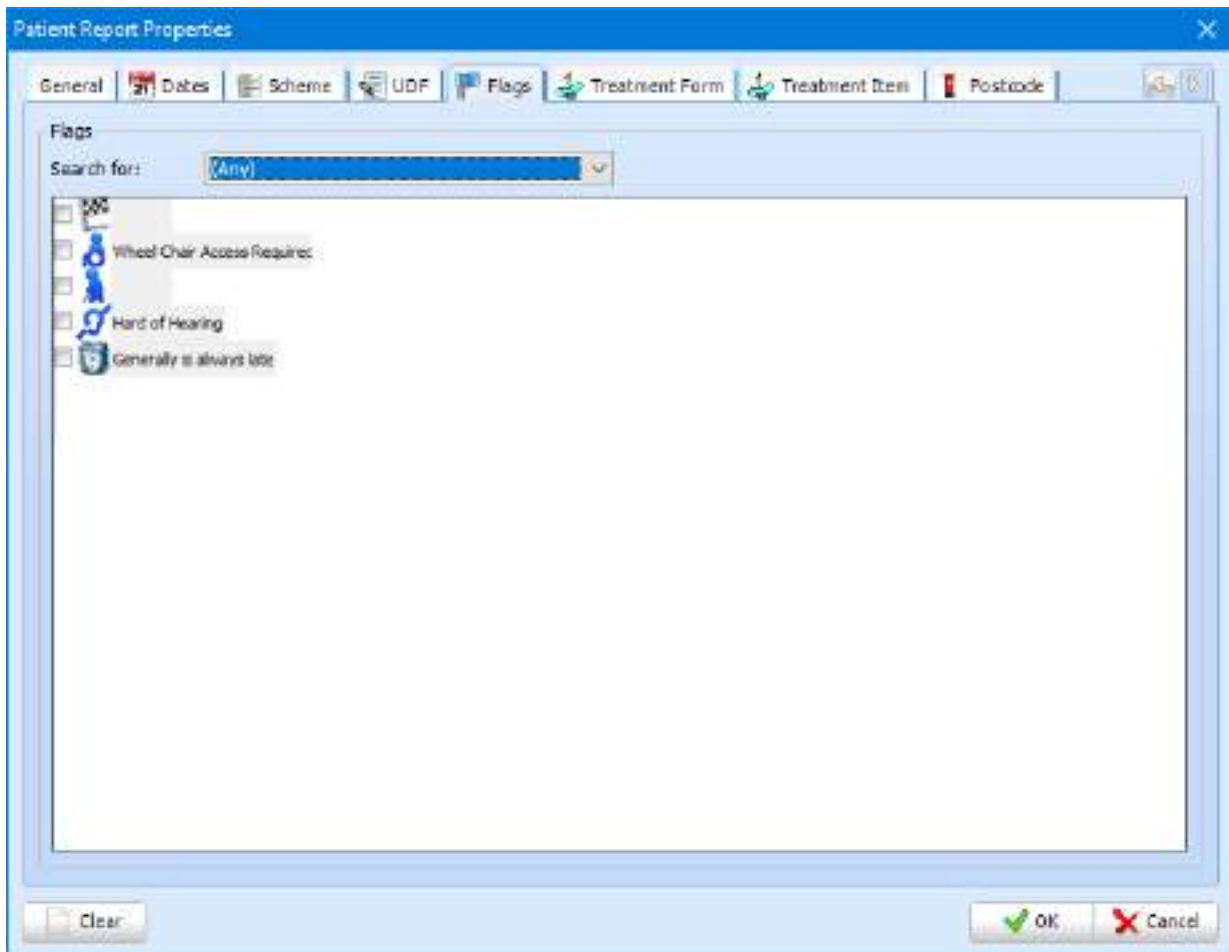 Patient Report Properties
General Dates Scheme UDF Flags Treatment Form Treatment Item Postcode
Flags
Search for: (Any)
Wheel Chair Access Required
Hard of Hearing
Generally is always late
Clear OK Cancel